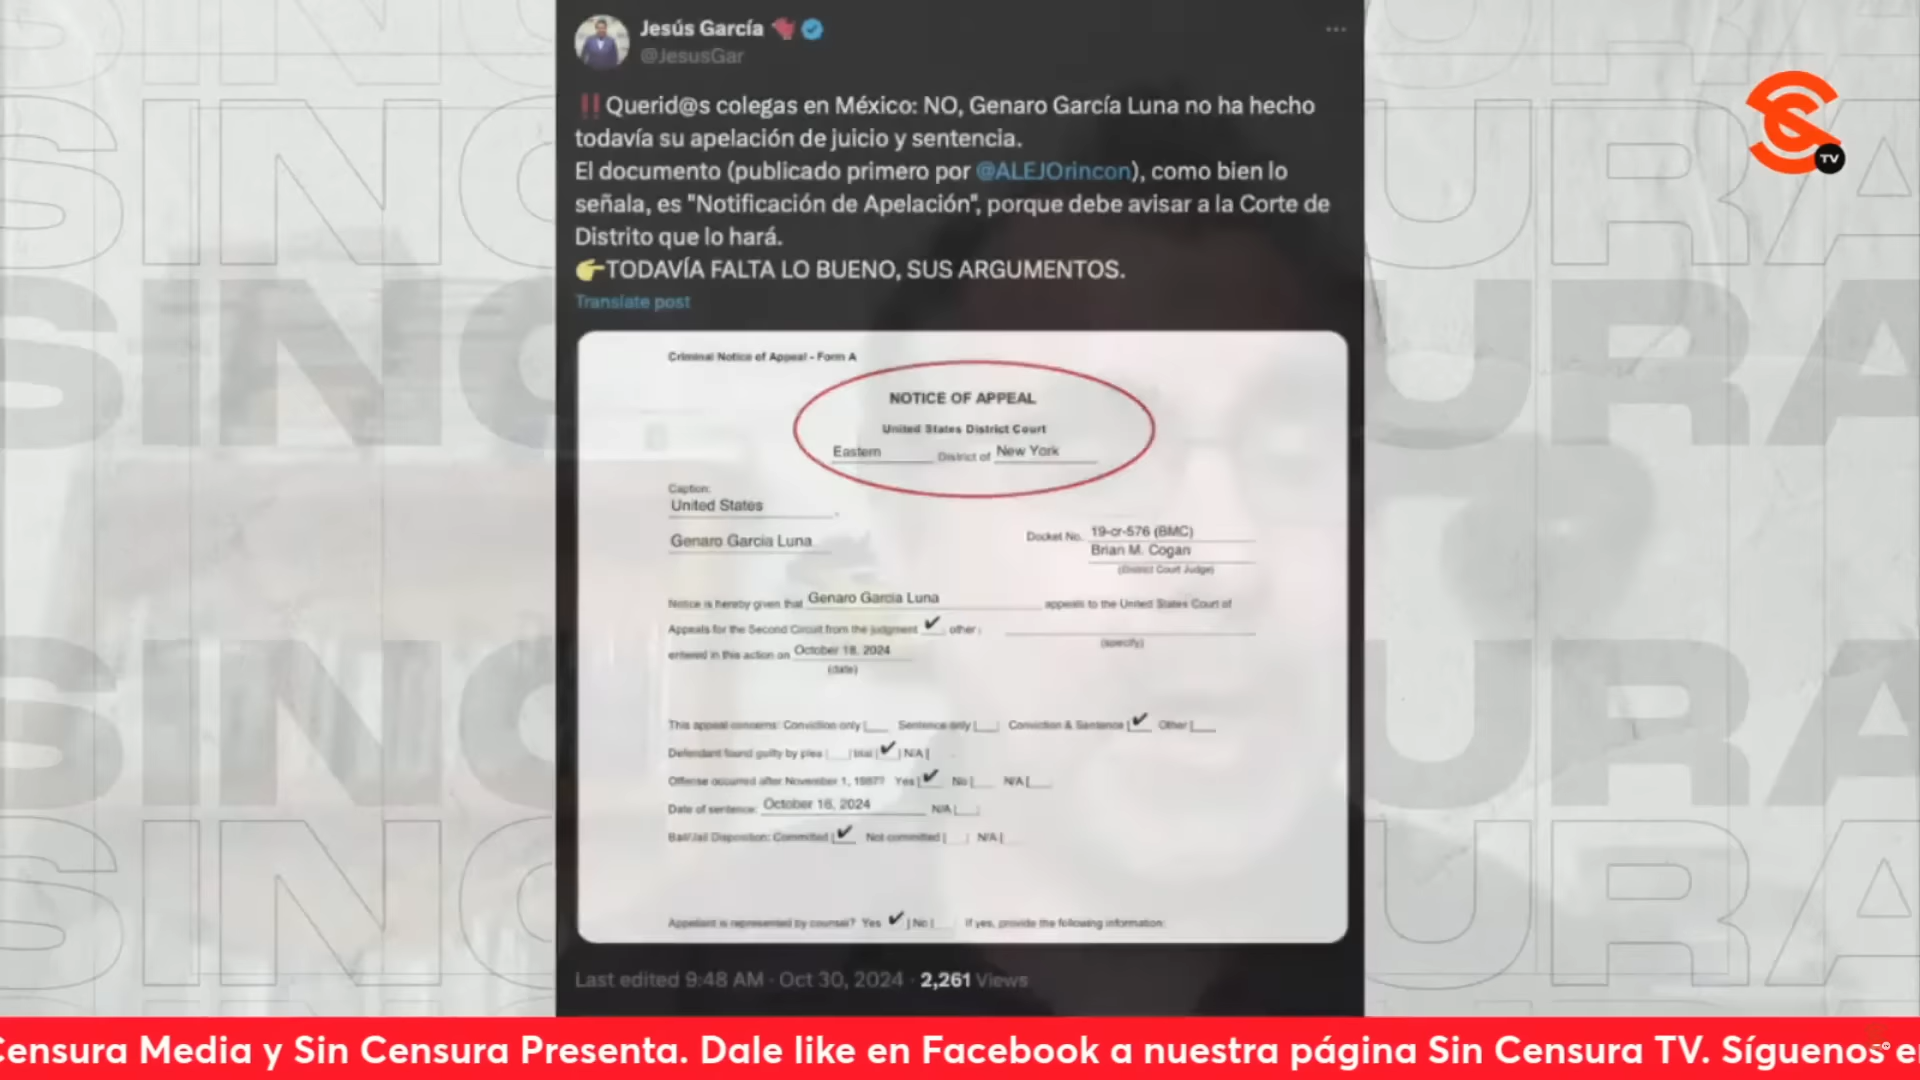 Jesús García
@JesusGar
‼️Querid@s colegas en México: NO, Genaro García Luna no ha hecho
todavía su apelación de juicio y sentencia.
El documento (publicado primero por @ALEJOrincon), como bien lo
señala, es "Notificación de Apelación", porque debe avisar a la Corte de
Distrito que lo hará.
👉TODAVÍA FALTA LO BUENO, SUS ARGUMENTOS.
Translate post
Criminal Notice of Appeal - Form A
NOTICE OF APPEAL
United States District Court
Eastern District of New York
Caption:
United States
Genaro Garcia Luna
Docket No. 19-cr-576 (BMC)
Brian M. Cogan
(District Court Judge)
Notice is hereby given that Genaro Garcia Luna appeals to the United States Court of
Appeals for the Second Circuit from the judgment ✓ other:
(specify)
entered in this action on October 18, 2024
(date)
This appeal concerns: Conviction only [ Sentence only [ ] Conviction & Sentence [✓ Other [
Defendant found guilty by plea [ ] trial [✓ ] N/A [
Offense occurred after November 1, 1987? Yes [✓ No [ N/A [
Date of sentence: October 16, 2024 N/A [
Bail/Jail Disposition: Committed [✓ Not committed [ ] N/A [
Appellant is represented by counsel? Yes ✓ ] No [ If yes, provide the following information:
Last edited 9:48 AM · Oct 30, 2024 · 2,261 Views
TV
SIN
URA
Censura Media y Sin Censura Presenta. Dale like en Facebook a nuestra página Sin Censura TV. Síguenos